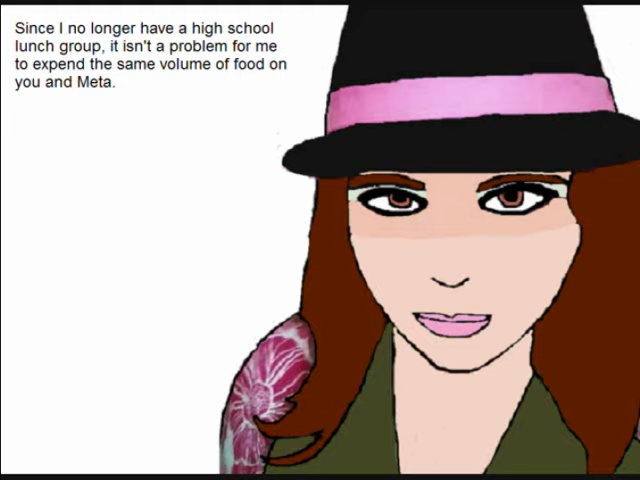 Since I no longer have a high school
lunch group, it isn't a problem for me
to expend the same volume of food on
you and Meta.